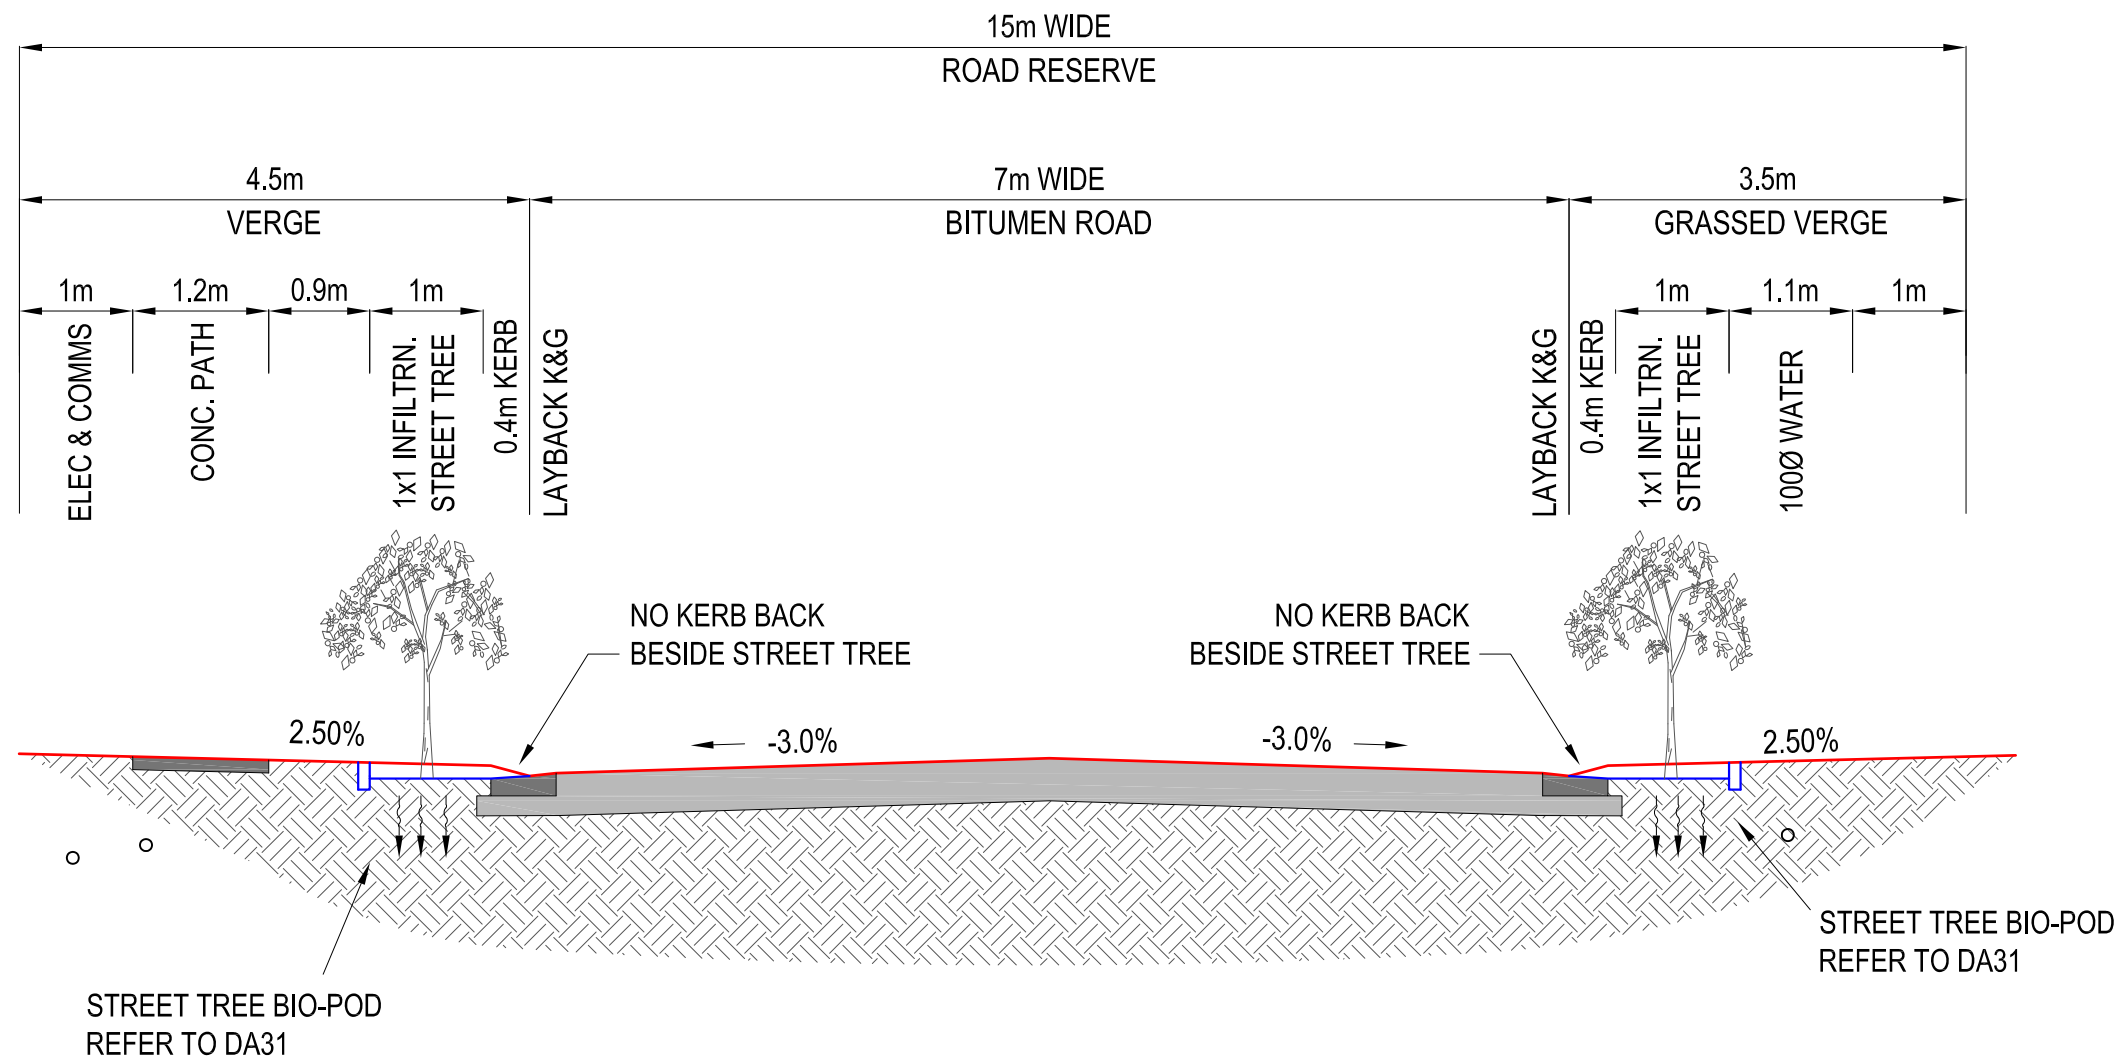 15m WIDE
ROAD RESERVE
4.5m
VERGE
7m WIDE
BITUMEN ROAD
3.5m
GRASSED VERGE
1m
1.2m
0.9m
1m
1m
1.1m
1m
ELEC & COMMS
CONC. PATH
1x1 INFILTRN.
STREET TREE
0.4m KERB
LAYBACK K&G
LAYBACK K&G
0.4m KERB
1x1 INFILTRN.
STREET TREE
100Ø WATER
NO KERB BACK
BESIDE STREET TREE
NO KERB BACK
BESIDE STREET TREE
2.50%
-3.0%
-3.0%
2.50%
STREET TREE BIO-POD
REFER TO DA31
STREET TREE BIO-POD
REFER TO DA31